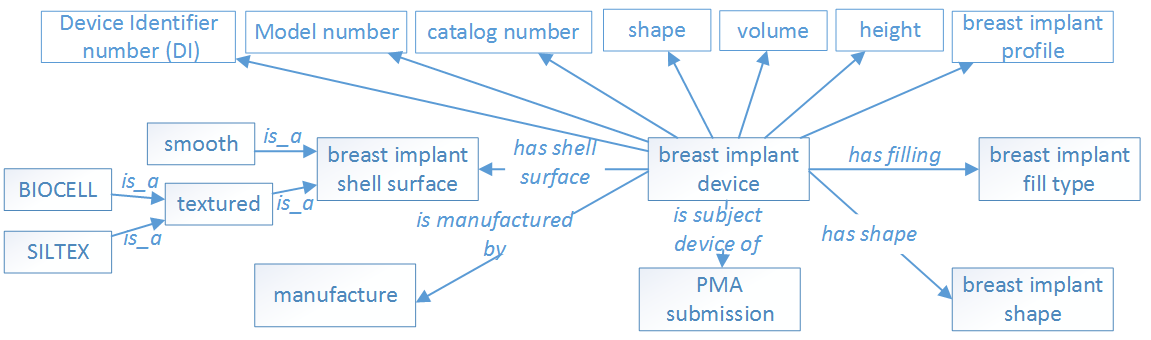 Device Identifier
number (DI)
Model number
catalog number
shape
volume
height
breast implant
profile
smooth
is_a
breast implant
shell surface
has shell
surface
breast implant
device
has filling
breast implant
fill type
BIOCELL
is_a
textured
is_a
SILTEX
is_a
is manufactured
by
is subject
device of
has shape
manufacture
PMA
submission
breast implant
shape